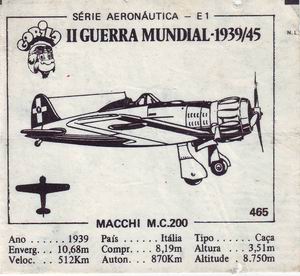 SÉRIE AERONÁUTICA - E1
II GUERRA MUNDIAL-1939/45
N.I.
465
MACCHI M.C.200
Ano ...... 1939 País ..... Itália Tipo ...... Caça
Enverg. .. 10,68m Compr. ... 8,19m Altura ... 3,51m
Veloc. ... 512Km Auton. ... 870Km Altitude . 8.750m